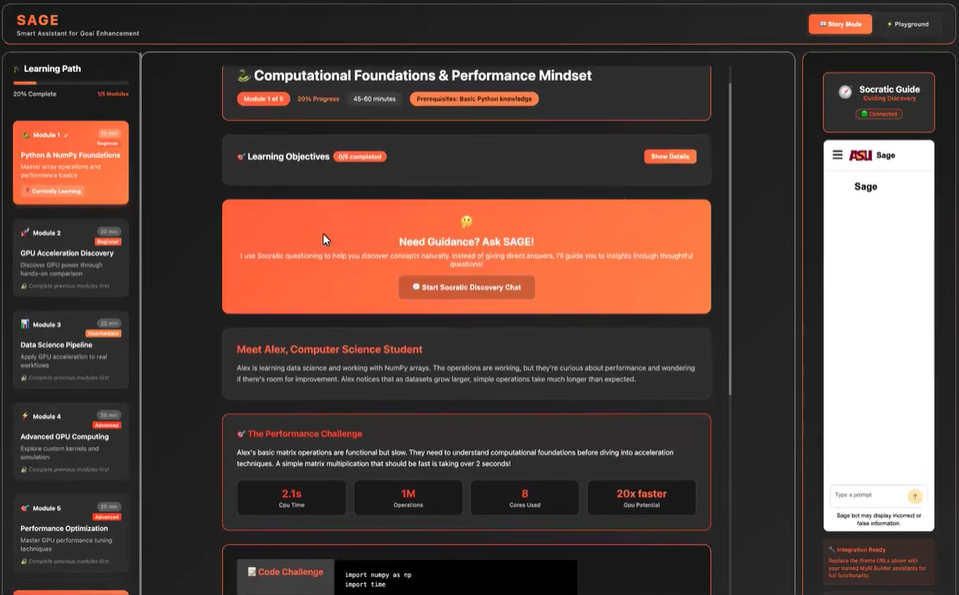 SAGE
Smart Assistant for Goal Enhancement
Story Mode
Playground
Learning Path
20% Complete
1/5 Modules
Module 1 ✓
15 min
Beginner
Python & NumPy Foundations
Master array operations and
performance basics
Currently Learning
Module 2
20 min
Beginner
GPU Acceleration Discovery
Discover GPU power through
hands-on comparison
Complete previous modules first
Module 3
25 min
Intermediate
Data Science Pipeline
Apply GPU acceleration to real
workflows
Complete previous modules first
Module 4
30 min
Advanced
Advanced GPU Computing
Explore custom kernels and
simulation
Complete previous modules first
Module 5
25 min
Advanced
Performance Optimization
Master GPU performance tuning
techniques
Complete previous modules first
Computational Foundations & Performance Mindset
Module 1 of 5
20% Progress
45-60 minutes
Prerequisites: Basic Python knowledge
Learning Objectives
0/5 completed
Show Details
Need Guidance? Ask SAGE!
I use Socratic questioning to help you discover concepts naturally. Instead of giving direct answers, I'll guide you to insights through thoughtful
questions!
Start Socratic Discovery Chat
Meet Alex, Computer Science Student
Alex is learning data science and working with NumPy arrays. The operations are working, but they're curious about performance and wondering
if there's room for improvement. Alex notices that as datasets grow larger, simple operations take much longer than expected.
The Performance Challenge
Alex's basic matrix operations are functional but slow. They need to understand computational foundations before diving into acceleration
techniques. A simple matrix multiplication that should be fast is taking over 2 seconds!
2.1s
Cpu Time
1M
Operations
8
Cores Used
20x faster
Gpu Potential
Code Challenge
import numpy as np
import time
Socratic Guide
Guiding Discovery
Connected
ASU Sage
Sage
Type a prompt
Sage bot may display incorrect or
false information.
Integration Ready
Replace the iframe URLs above with
your trained MyAI Builder assistants for
full functionality.